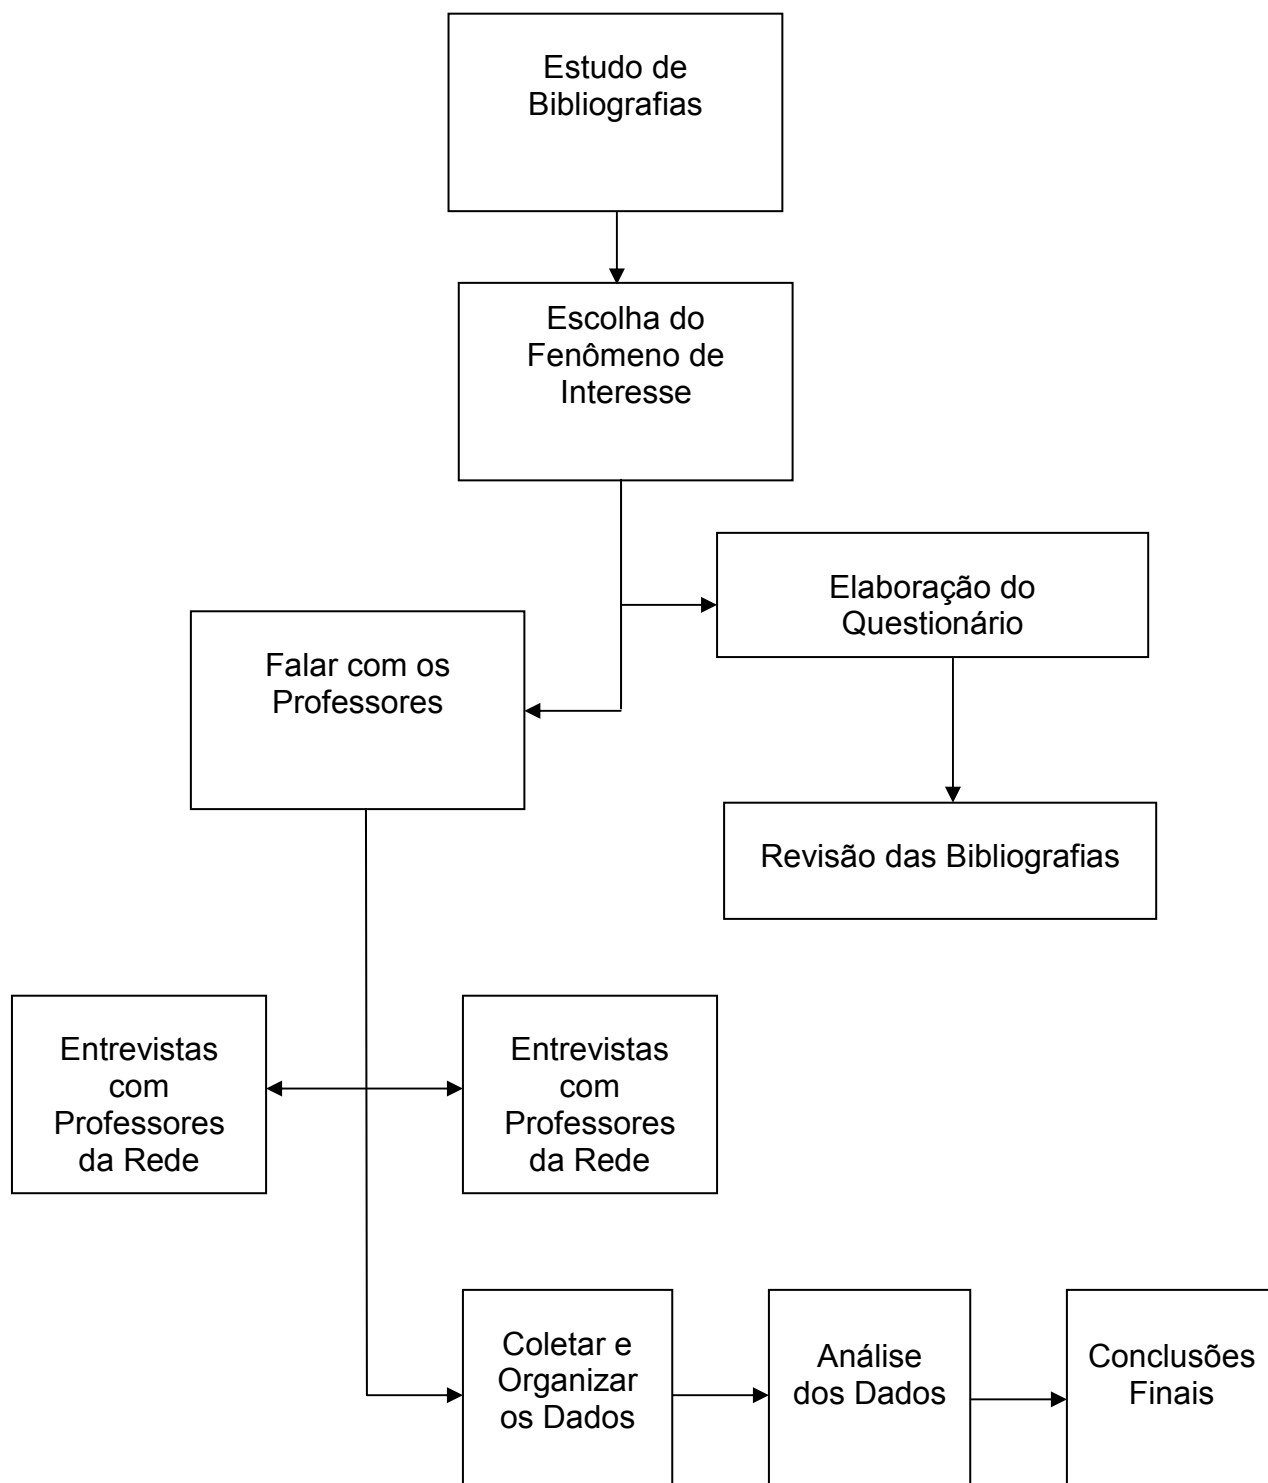 Estudo de
Bibliografias
Escolha do
Fenômeno de
Interesse
Elaboração do
Questionário
Falar com os
Professores
Revisão das Bibliografias
Entrevistas
com
Professores
da Rede
Entrevistas
com
Professores
da Rede
Coletar e
Organizar
os Dados
Análise
dos Dados
Conclusões
Finais